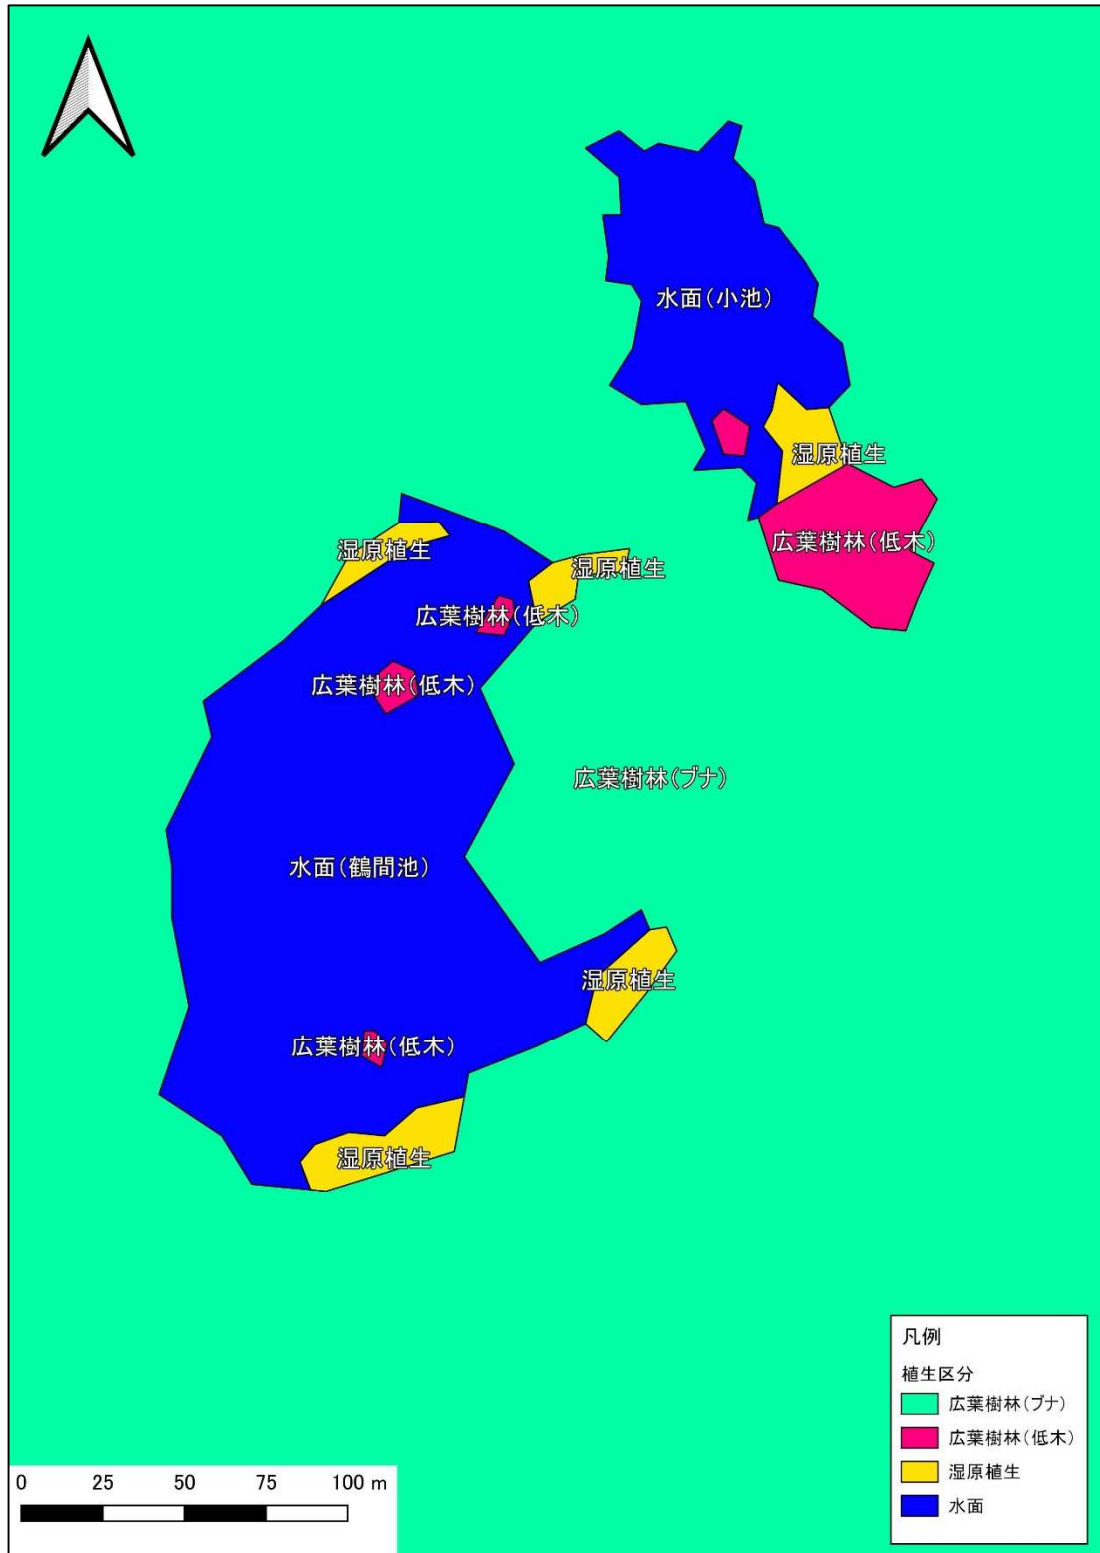 水面(小池)
湿原植生
広葉樹林(低木)
湿原植生
湿原植生
広葉樹林(低木)
広葉樹林(低木)
広葉樹林(ブナ)
水面(鶴間池)
湿原植生
広葉樹林(低木)
湿原植生
凡例
植生区分
広葉樹林(ブナ)
広葉樹林(低木)
湿原植生
水面
0 25 50 75 100 m